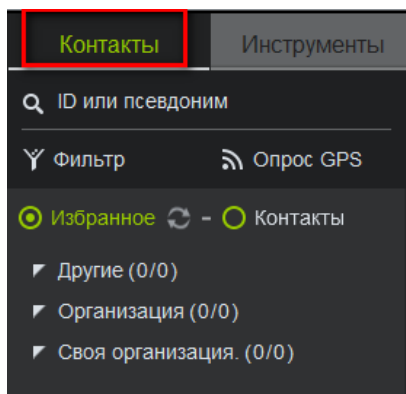 Контакты Инструменты
ID или псевдоним
Фильтр Опрос GPS
Избранное - Контакты
Другие (0/0)
Организация (0/0)
Своя организация. (0/0)